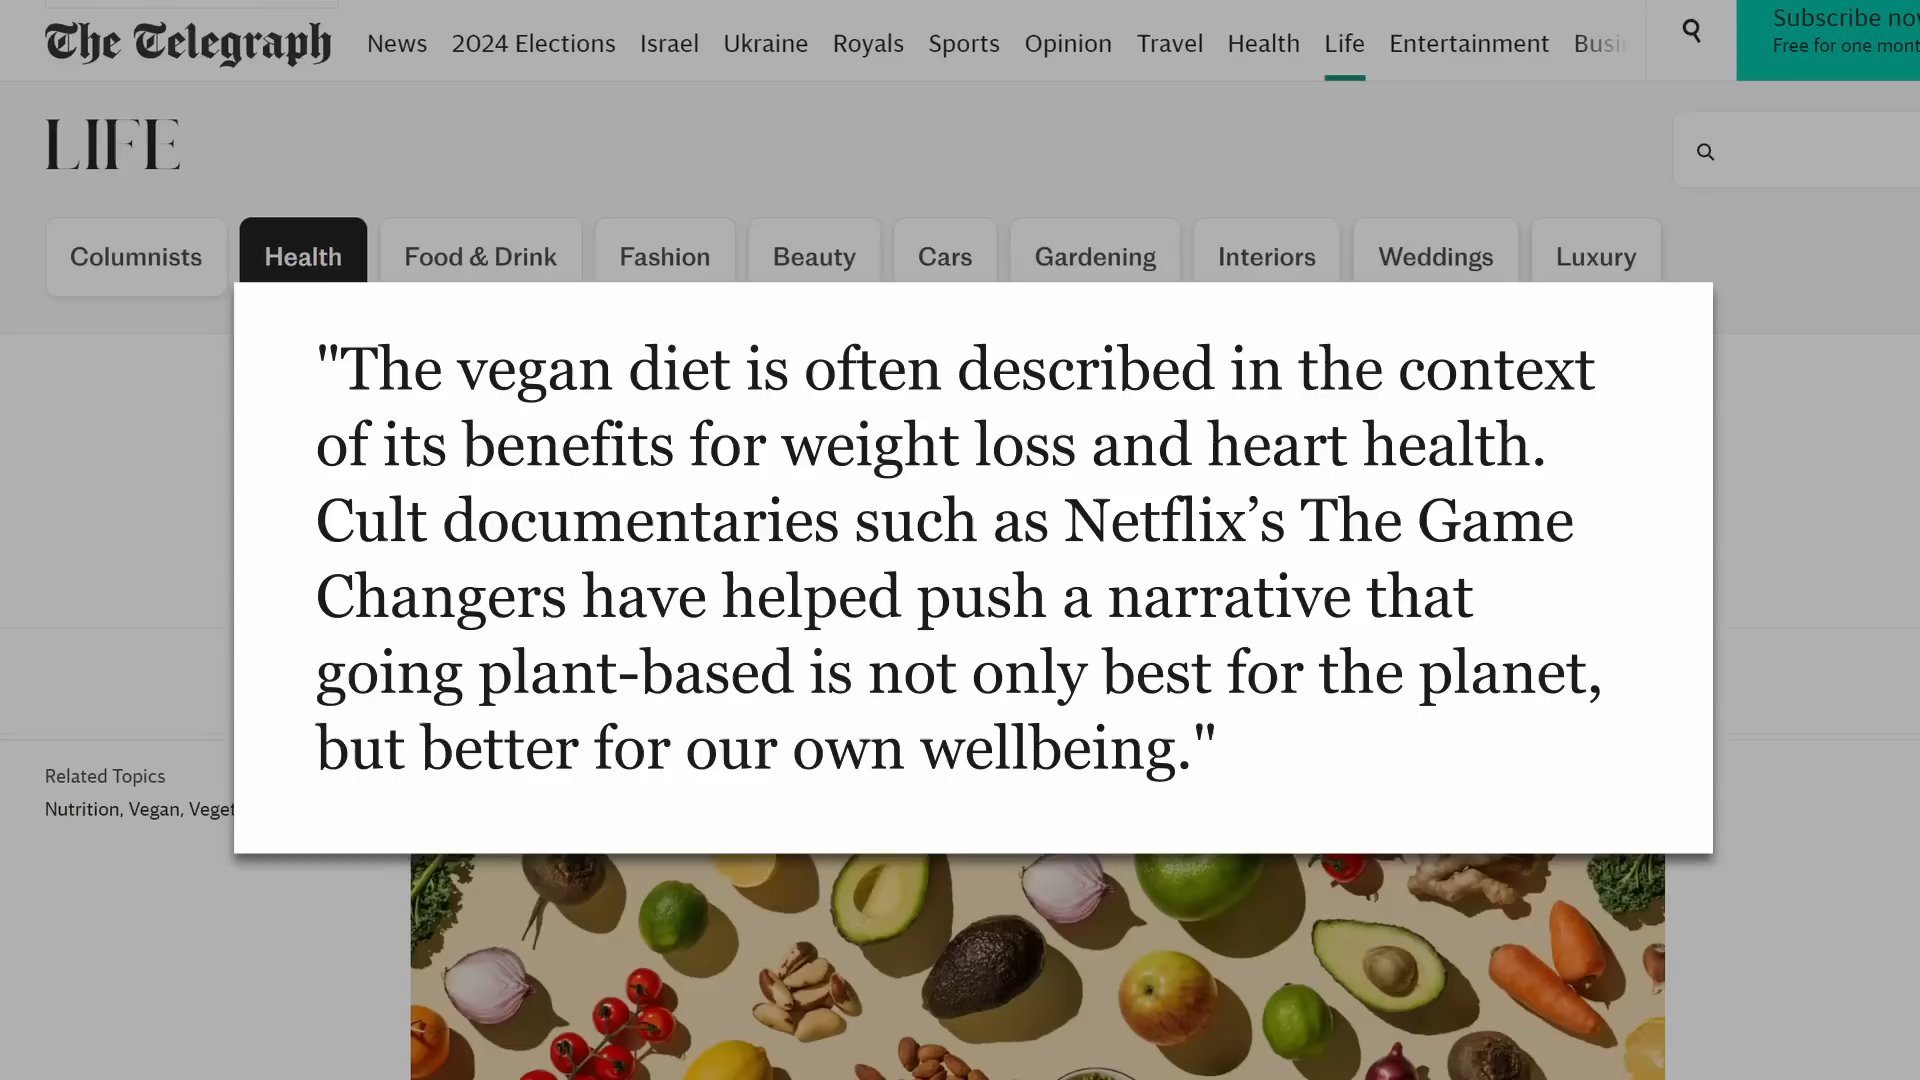 The Telegraph
News 2024 Elections Israel Ukraine Royals Sports Opinion Travel Health Life Entertainment Busi
Subscribe now
Free for one mont
LIFE
Columnists Health Food & Drink Fashion Beauty Cars Gardening Interiors Weddings Luxury
"The vegan diet is often described in the context
of its benefits for weight loss and heart health.
Cult documentaries such as Netflix’s The Game
Changers have helped push a narrative that
going plant-based is not only best for the planet,
but better for our own wellbeing."
Related Topics
Nutrition, Vegan, Veget